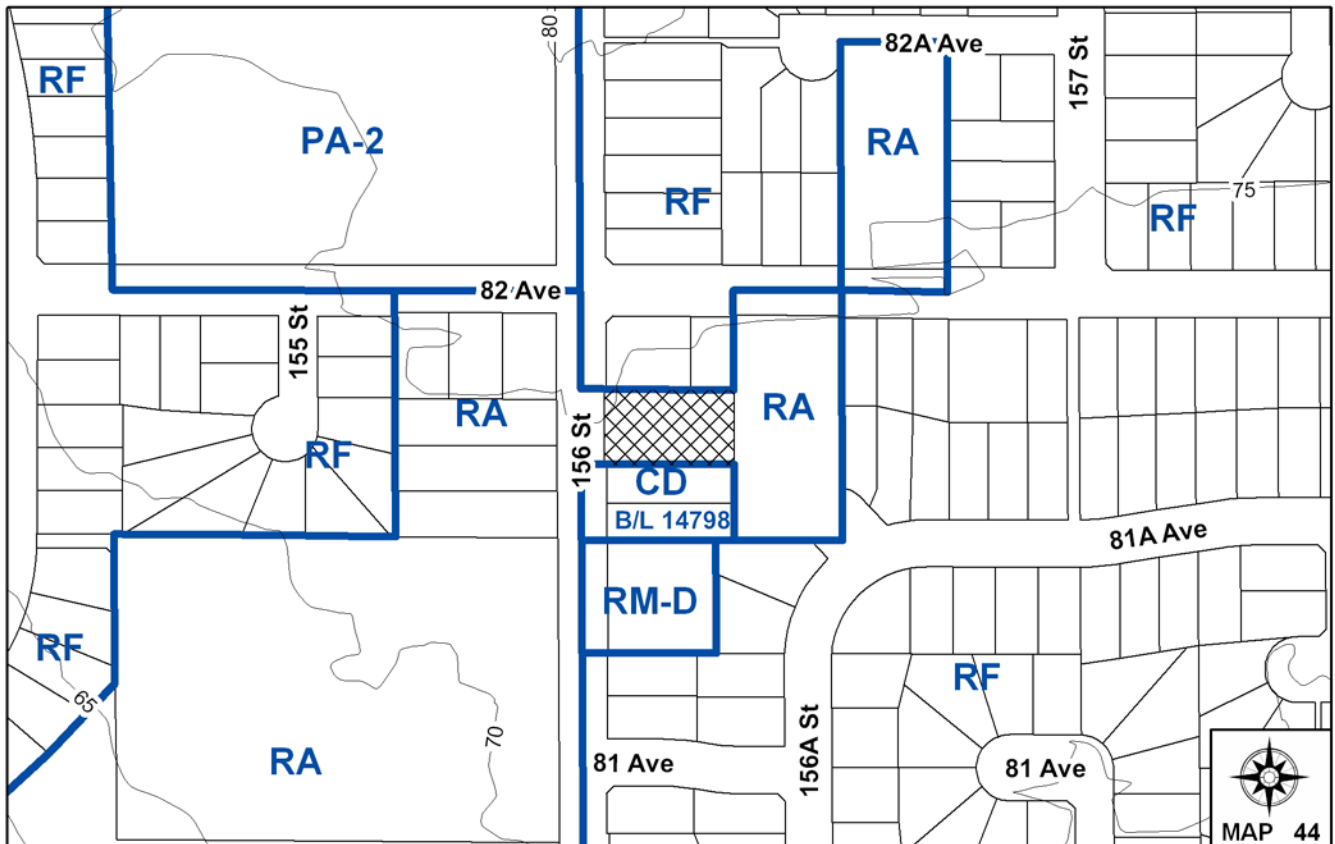 80
82A Ave
157 St
RF
PA-2
RA
RF
75
RF
82 Ave
155 St
RA
RA
156 St
RF
CD
B/L 14798
81A Ave
RM-D
RF
RF
65
70
RA
81 Ave
156A St
81 Ave
MAP 44